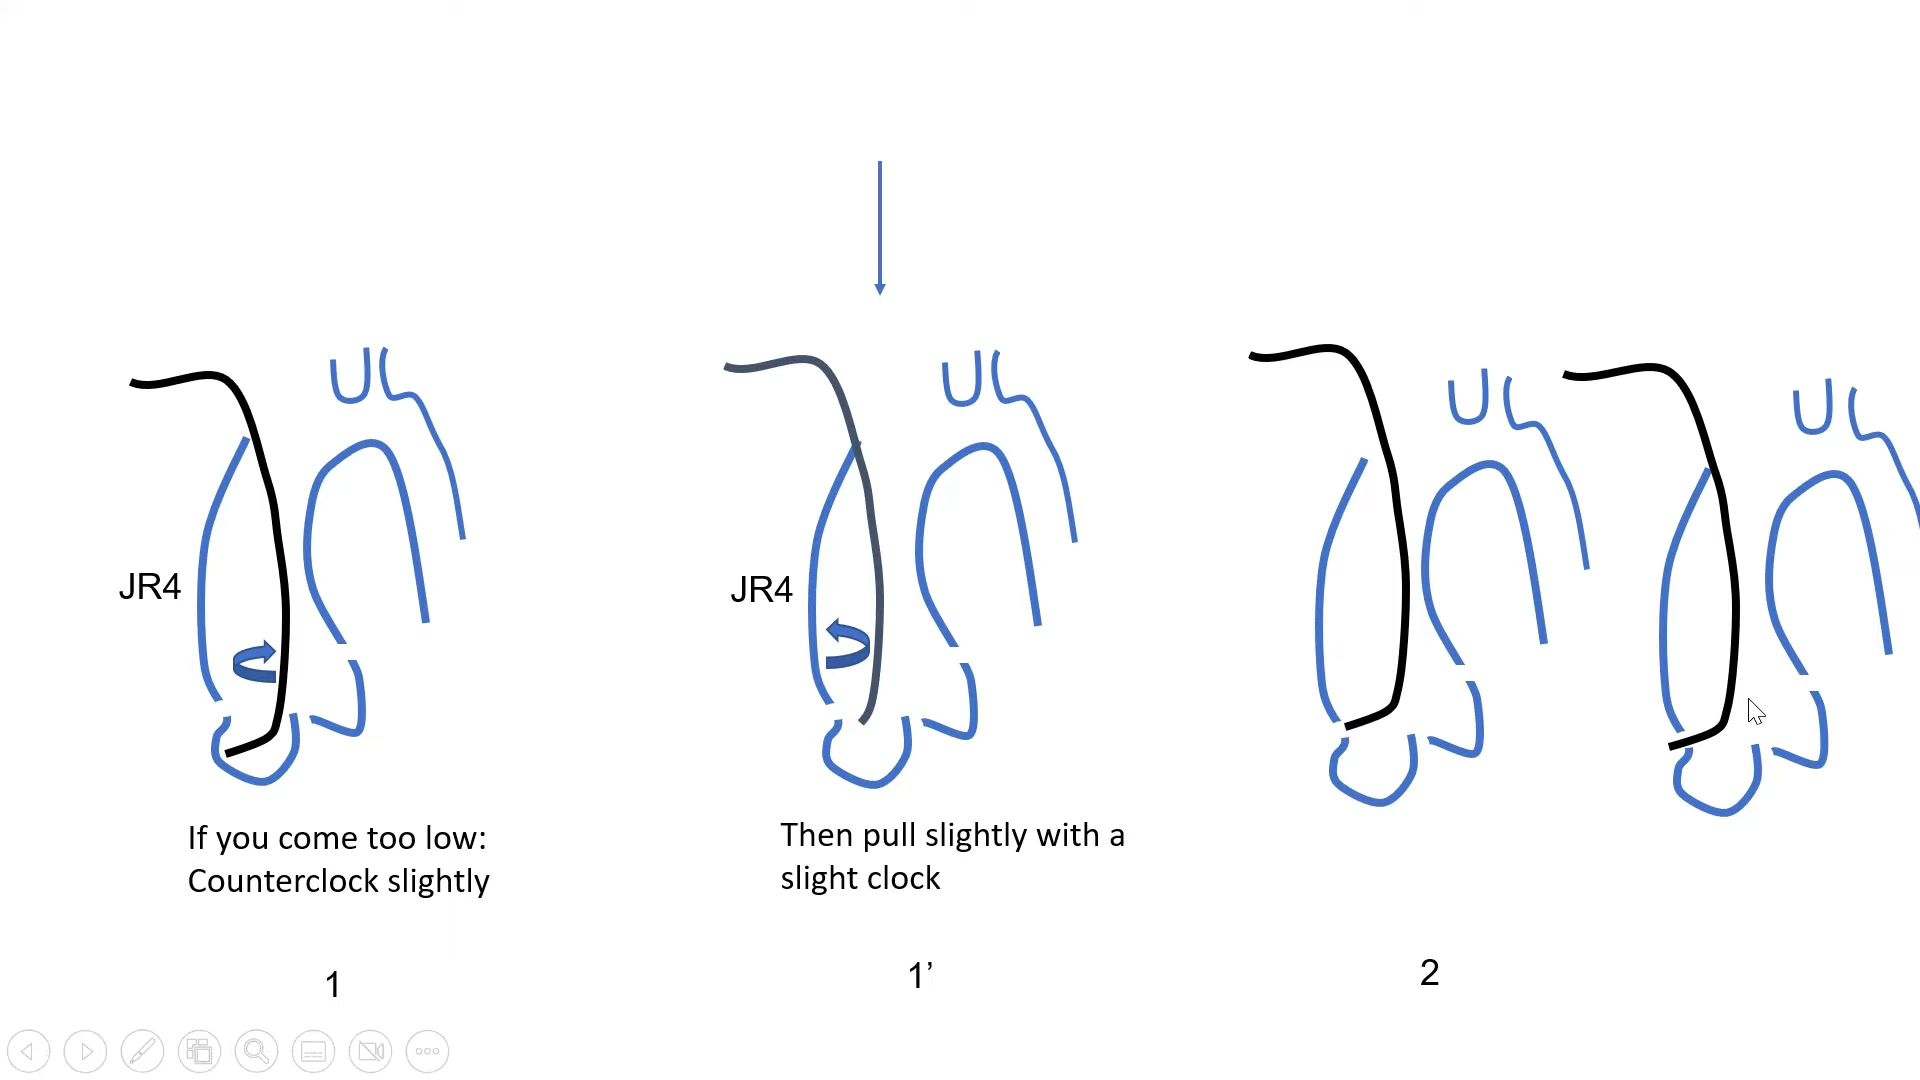 JR4
If you come too low:
Counterclock slightly
1
JR4
Then pull slightly with a
slight clock
1’
2